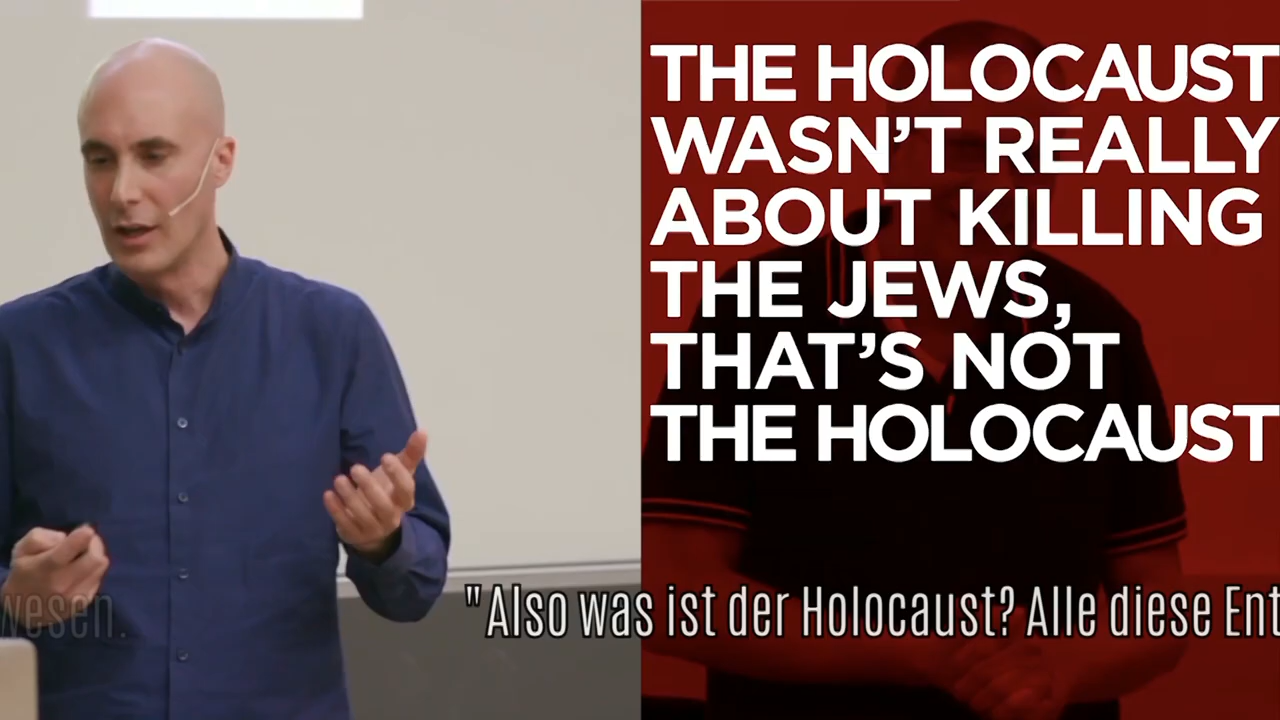 THE HOLOCAUST
WASN'T REALLY
ABOUT KILLING
THE JEWS,
THAT'S NOT
THE HOLOCAUST
wesen.
"Also was ist der Holocaust? Alle diese Ent